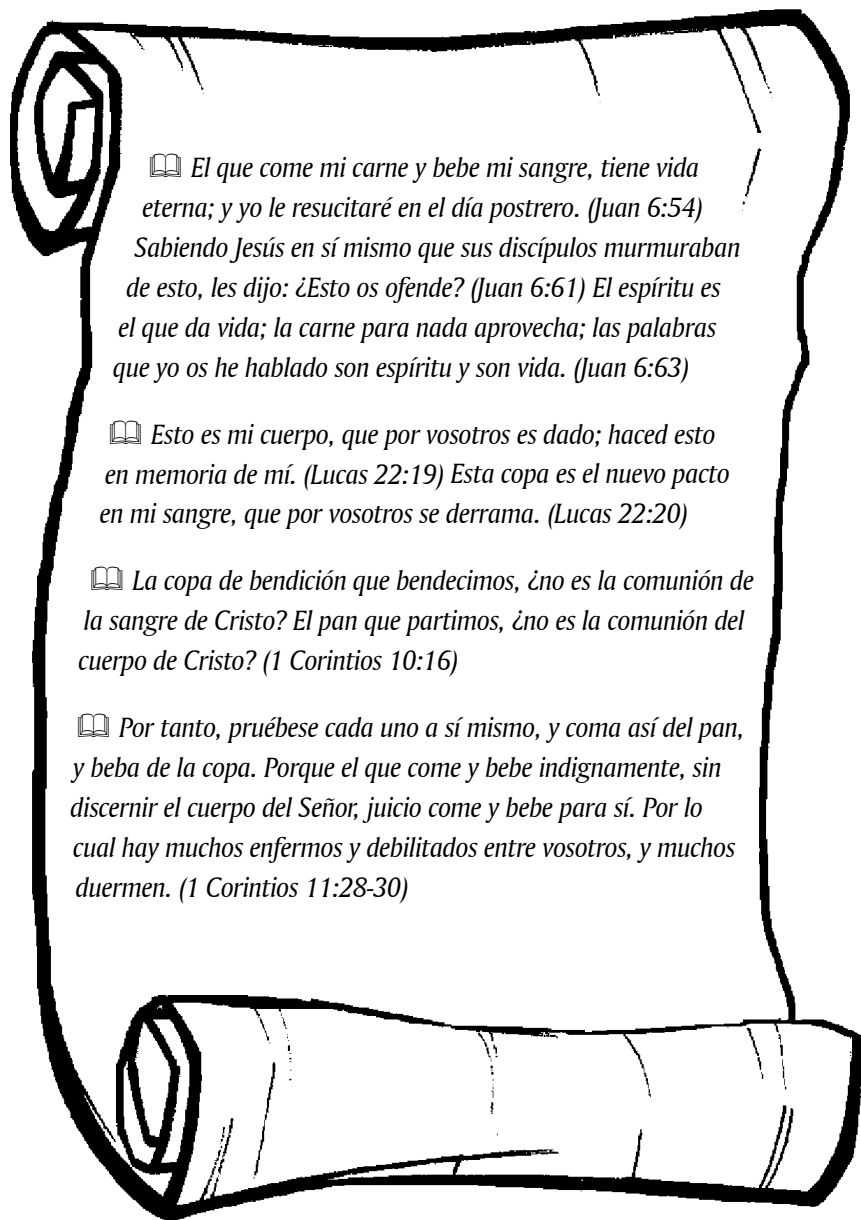 🕮 El que come mi carne y bebe mi sangre, tiene vida
eterna; y yo le resucitaré en el día postrero. (Juan 6:54)
Sabiendo Jesús en sí mismo que sus discípulos murmuraban
de esto, les dijo: ¿Esto os ofende? (Juan 6:61) El espíritu es
el que da vida; la carne para nada aprovecha; las palabras
que yo os he hablado son espíritu y son vida. (Juan 6:63)
🕮 Esto es mi cuerpo, que por vosotros es dado; haced esto
en memoria de mí. (Lucas 22:19) Esta copa es el nuevo pacto
en mi sangre, que por vosotros se derrama. (Lucas 22:20)
🕮 La copa de bendición que bendecimos, ¿no es la comunión de
la sangre de Cristo? El pan que partimos, ¿no es la comunión del
cuerpo de Cristo? (1 Corintios 10:16)
🕮 Por tanto, pruébese cada uno a sí mismo, y coma así del pan,
y beba de la copa. Porque el que come y bebe indignamente, sin
discernir el cuerpo del Señor, juicio come y bebe para sí. Por lo
cual hay muchos enfermos y debilitados entre vosotros, y muchos
duermen. (1 Corintios 11:28-30)